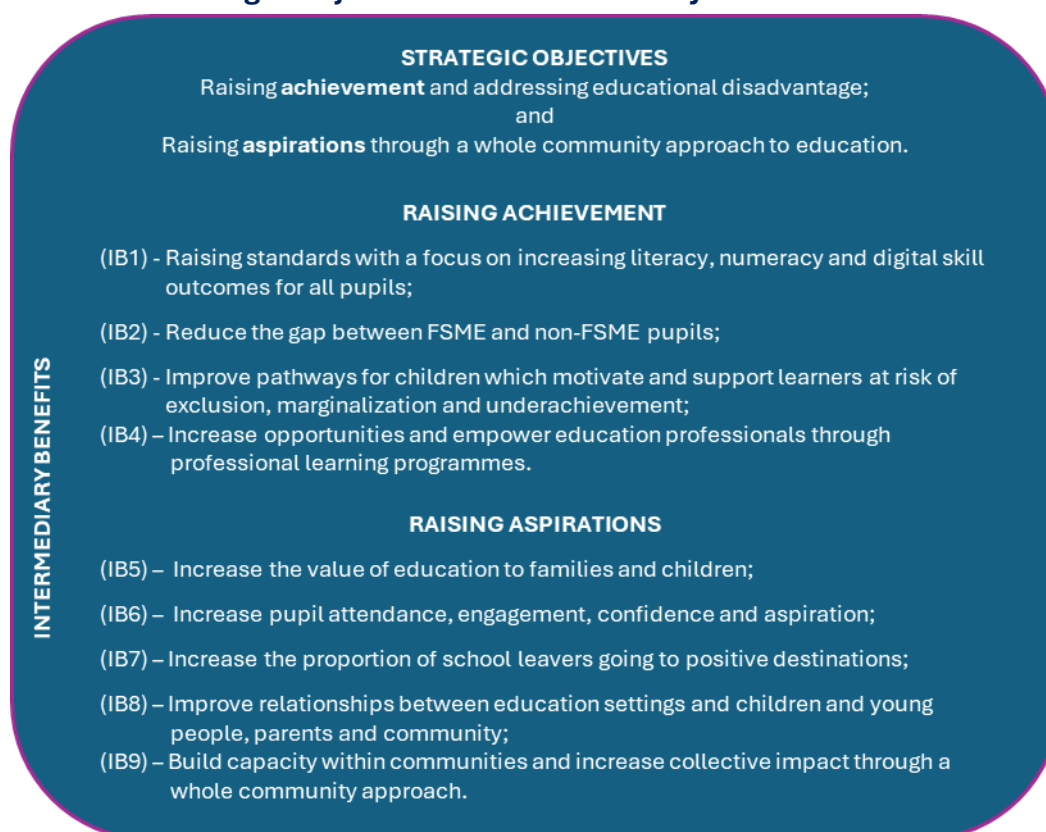 STRATEGIC OBJECTIVES
Raising achievement and addressing educational disadvantage;
and
Raising aspirations through a whole community approach to education.
RAISING ACHIEVEMENT
(IB1) - Raising standards with a focus on increasing literacy, numeracy and digital skill
outcomes for all pupils;
(IB2) - Reduce the gap between FSME and non-FSME pupils;
(IB3) - Improve pathways for children which motivate and support learners at risk of
exclusion, marginalization and underachievement;
(IB4) – Increase opportunities and empower education professionals through
professional learning programmes.
RAISING ASPIRATIONS
(IB5) – Increase the value of education to families and children;
(IB6) – Increase pupil attendance, engagement, confidence and aspiration;
(IB7) – Increase the proportion of school leavers going to positive destinations;
(IB8) – Improve relationships between education settings and children and young
people, parents and community;
(IB9) – Build capacity within communities and increase collective impact through a
whole community approach.
INTERMEDIARY BENEFITS